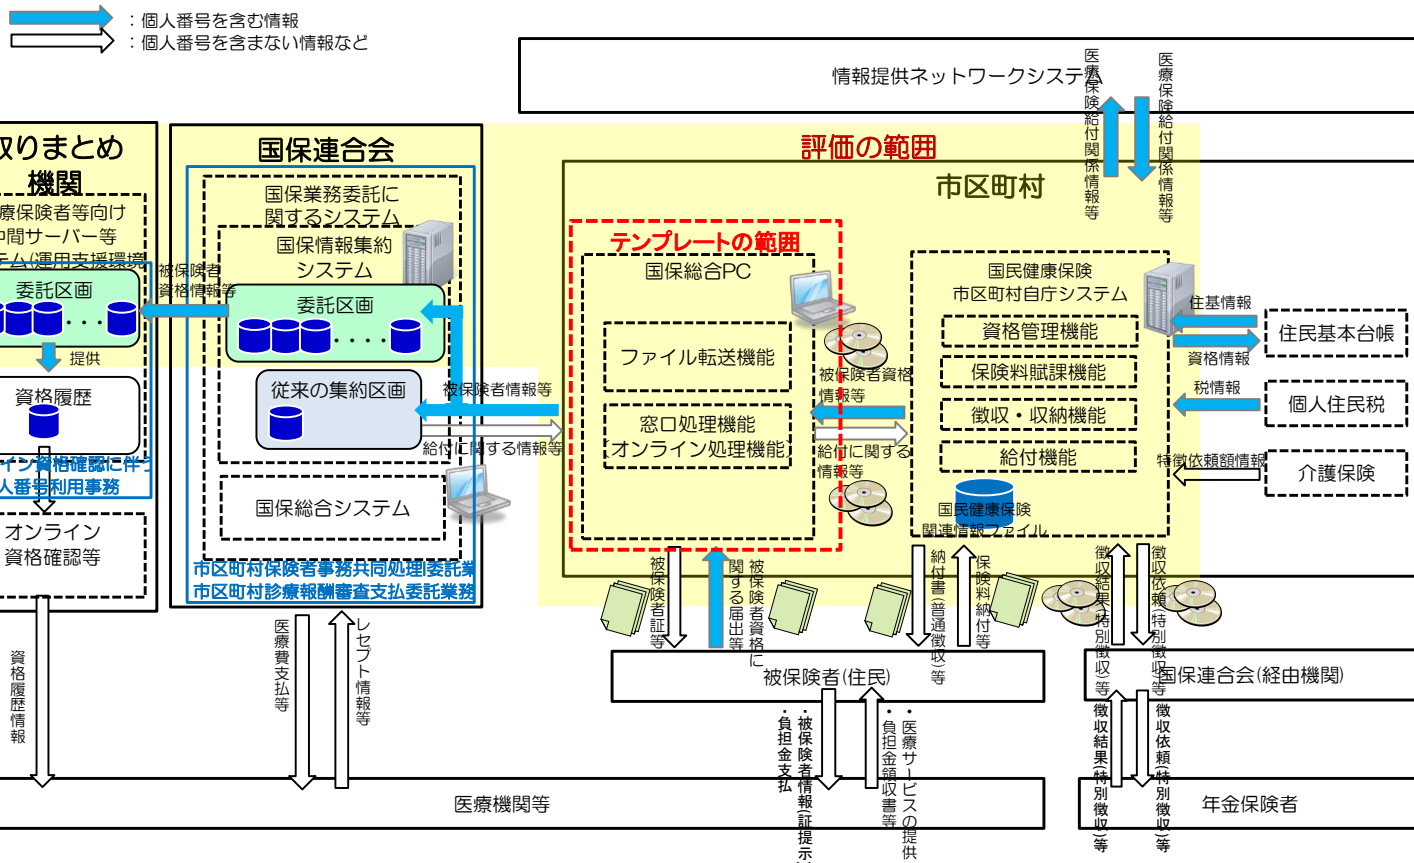 ：個人番号を含む情報
：個人番号を含まない情報など
情報提供ネットワークシステム
医療保険給付関係情報等
医療保険給付関係情報等
評価の範囲
市区町村
取りまとめ
機関
療保険者等向け
中間サーバー等
テム(運用支援環境
委託区画
・・・
提供
資格履歴
イン資格確認に伴う
人番号利用事務
オンライン
資格確認等
資格履歴情報
被保険者
資格情報等
国保連合会
国保業務委託に
関するシステム
国保情報集約
システム
委託区画
・・・・
従来の集約区画
国保総合システム
市区町村保険者事務共同処理委託業
市区町村診療報酬審査支払委託業務
被保険者情報等
給付に関する情報等
テンプレートの範囲
国保総合PC
ファイル転送機能
窓口処理機能
(オンライン処理機能)
被保険者資格
情報等
給付に関する
情報等
国民健康保険
市区町村自庁システム
資格管理機能
保険料賦課機能
徴収・収納機能
給付機能
国民健康保険
関連情報ファイル
住基情報
資格情報
税情報
特徴依頼額情報
住民基本台帳
個人住民税
介護保険
被保険者証等
被保険者資格に
関する届出等
納付書(普通徴収)等
保険料納付等
徴収結果(特別徴収)等
徴収依頼(特別徴収)等
被保険者(住民)
国保連合会(経由機関)
医療費支払等
レセプト情報等
・被保険者情報(証提示)
・負担金支払
・医療サービスの提供
・負担金領収書等
徴収結果(特別徴収)等
徴収依頼(特別徴収)等
医療機関等
年金保険者